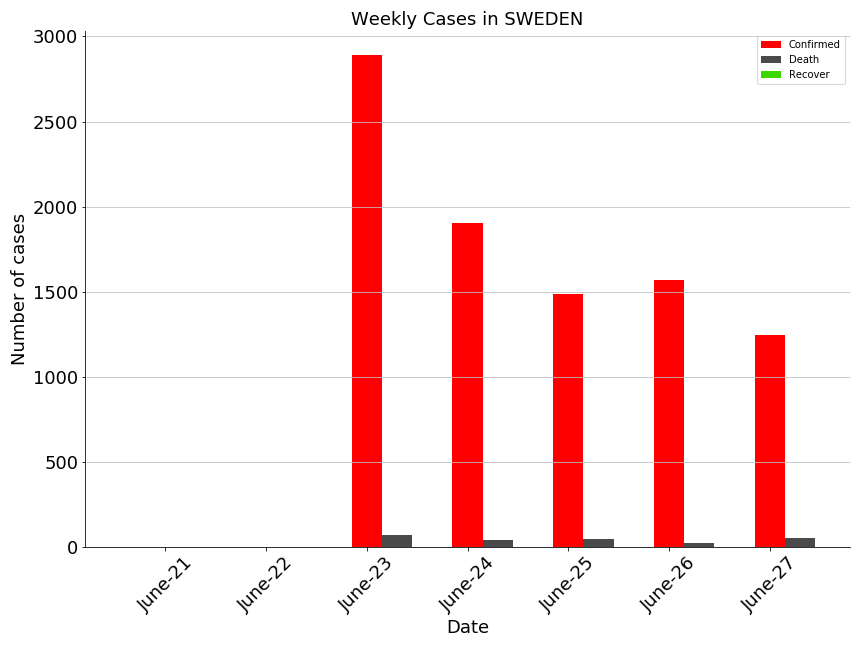 Weekly Cases in SWEDEN
Confirmed
Death
Recover
Number of cases
3000
2500
2000
1500
1000
500
0
June-21
June-22
June-23
June-24
June-25
June-26
June-27
Date